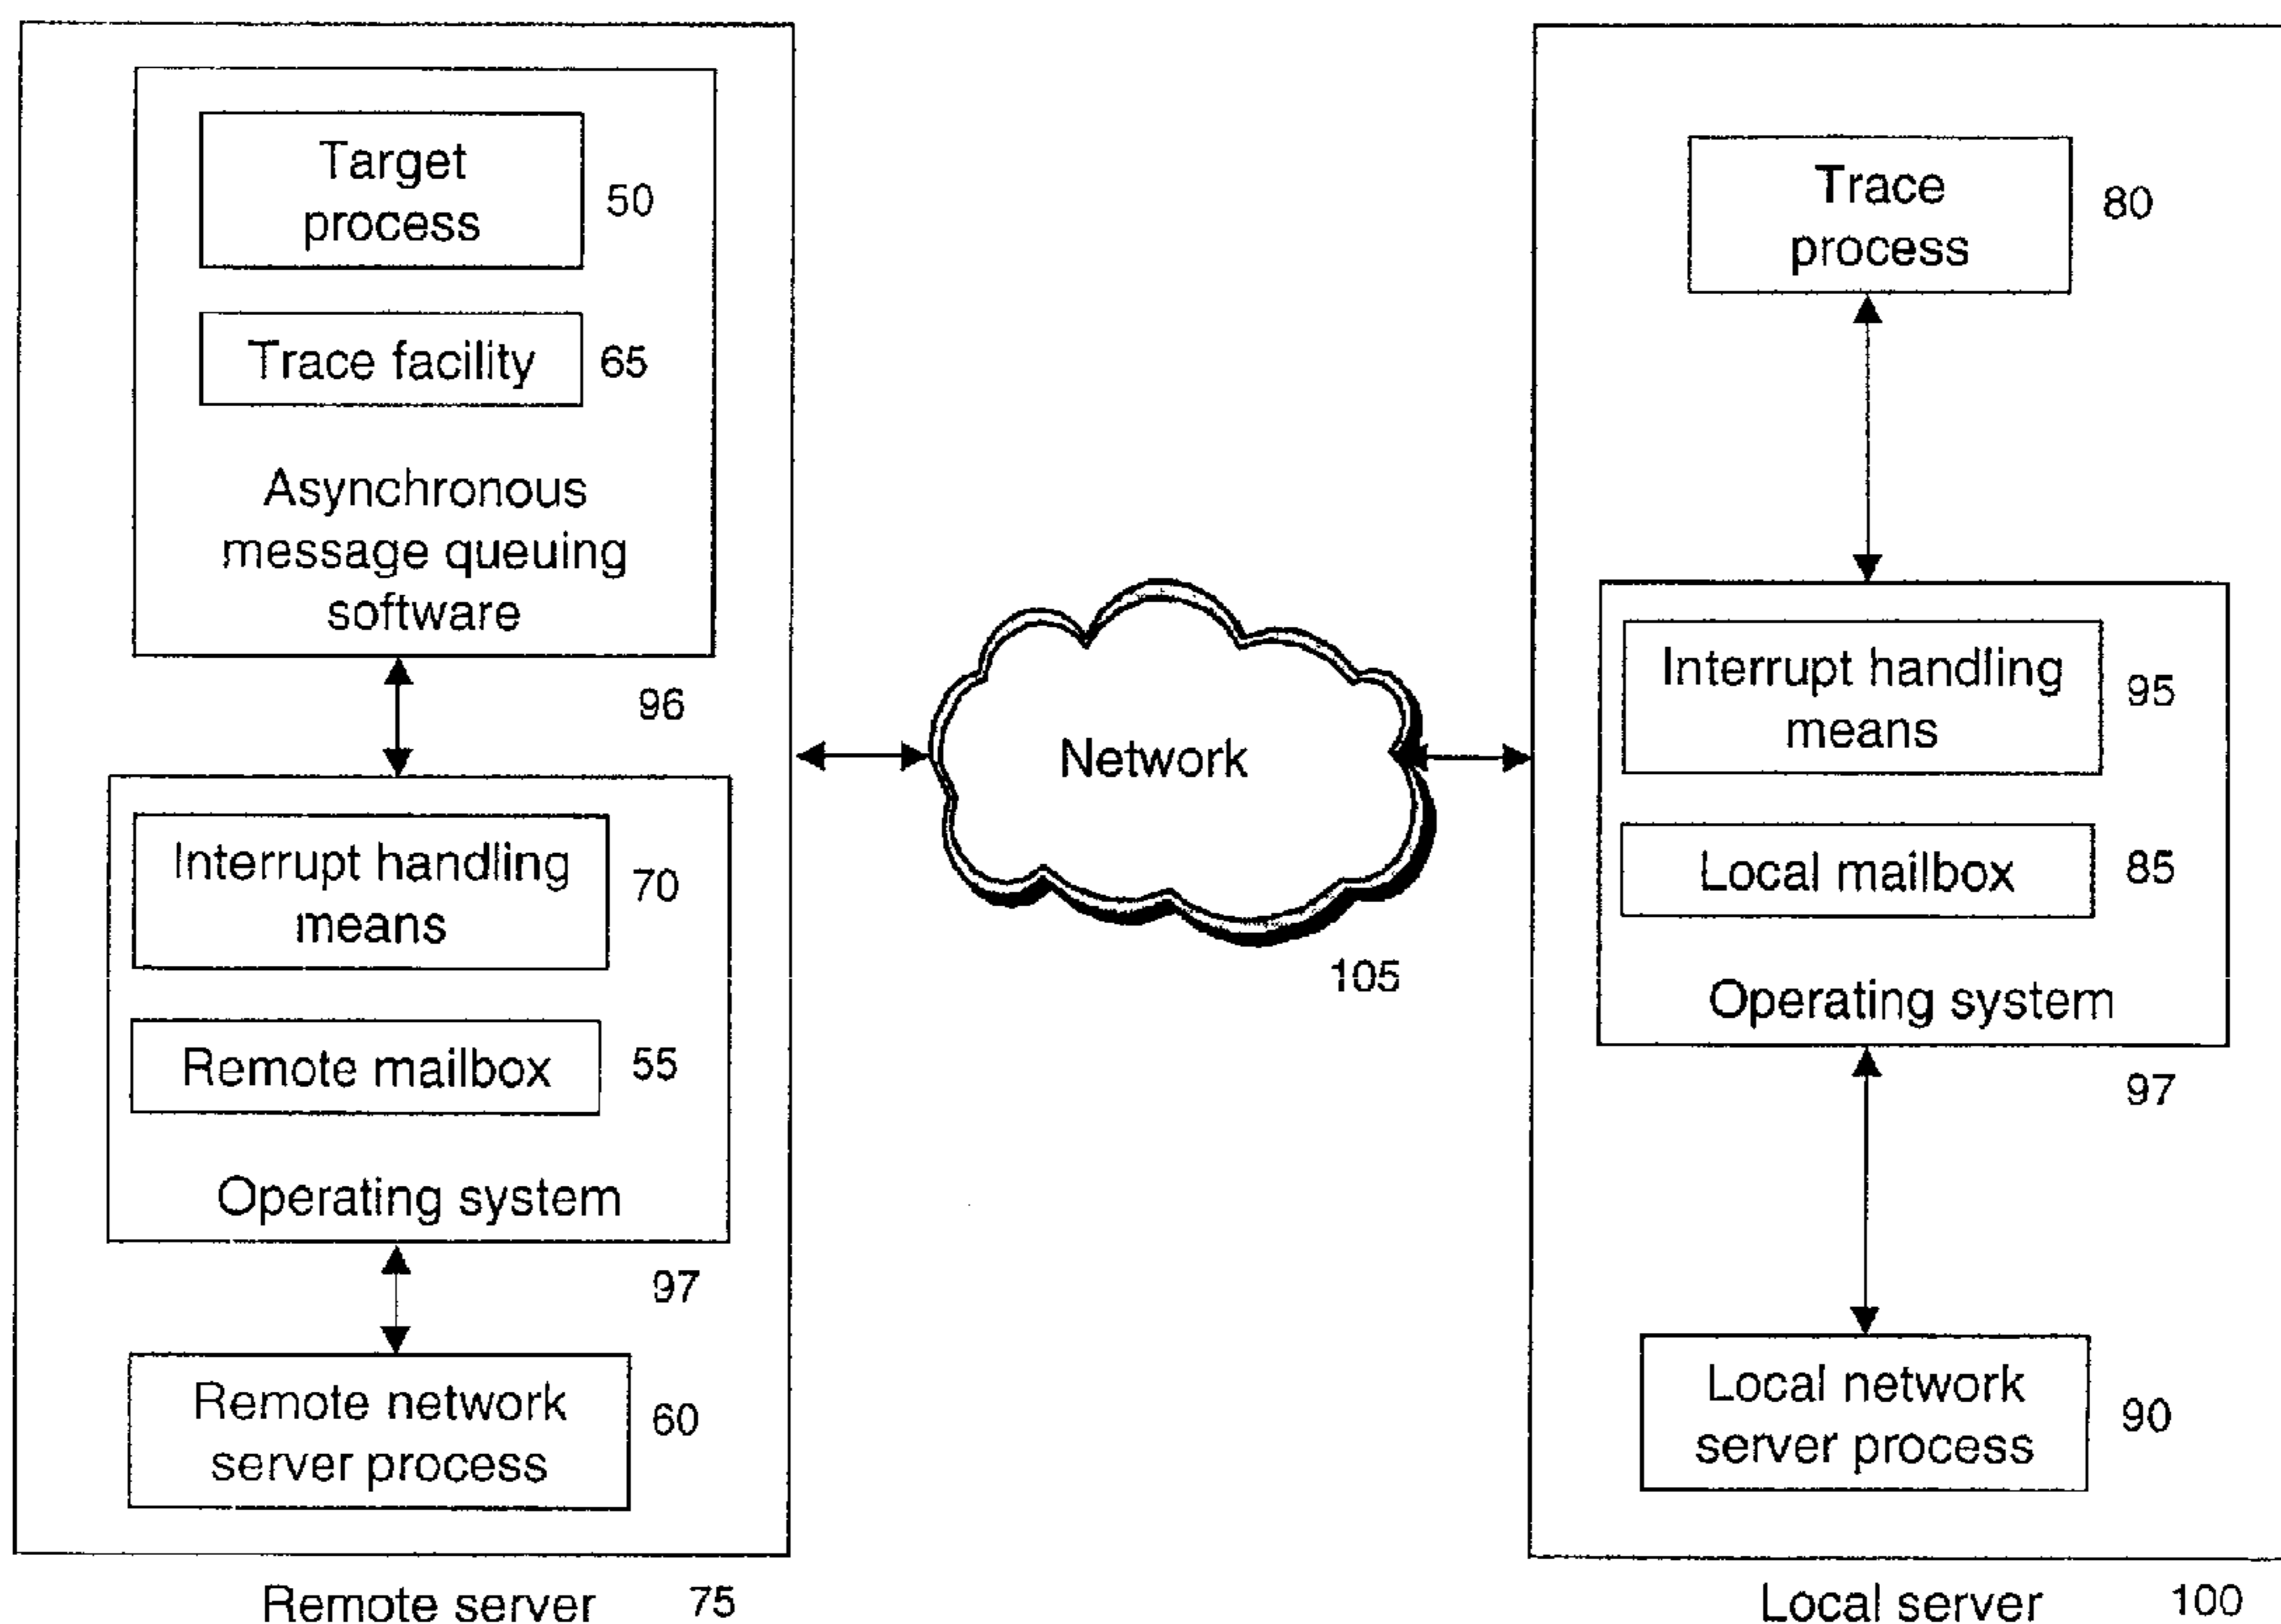 Target
process
50
Trace facility
65
Asynchronous
message queuing
software
96
Interrupt handling
means
70
Remote mailbox
55
Operating system
97
Remote network
server process
60
Remote server
75
Network
105
Trace
process
80
Interrupt handling
means
95
Local mailbox
85
Operating system
97
Local network
server process
90
Local server
100